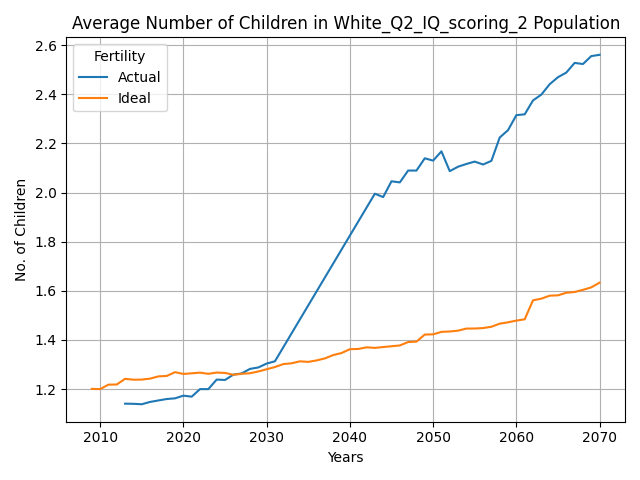 Average Number of Children in White_Q2_IQ_scoring_2 Population
Fertility
Actual
Ideal
2.6
2.4
2.2
2.0
1.8
1.6
1.4
1.2
No. of Children
2010 2020 2030 2040 2050 2060 2070
Years